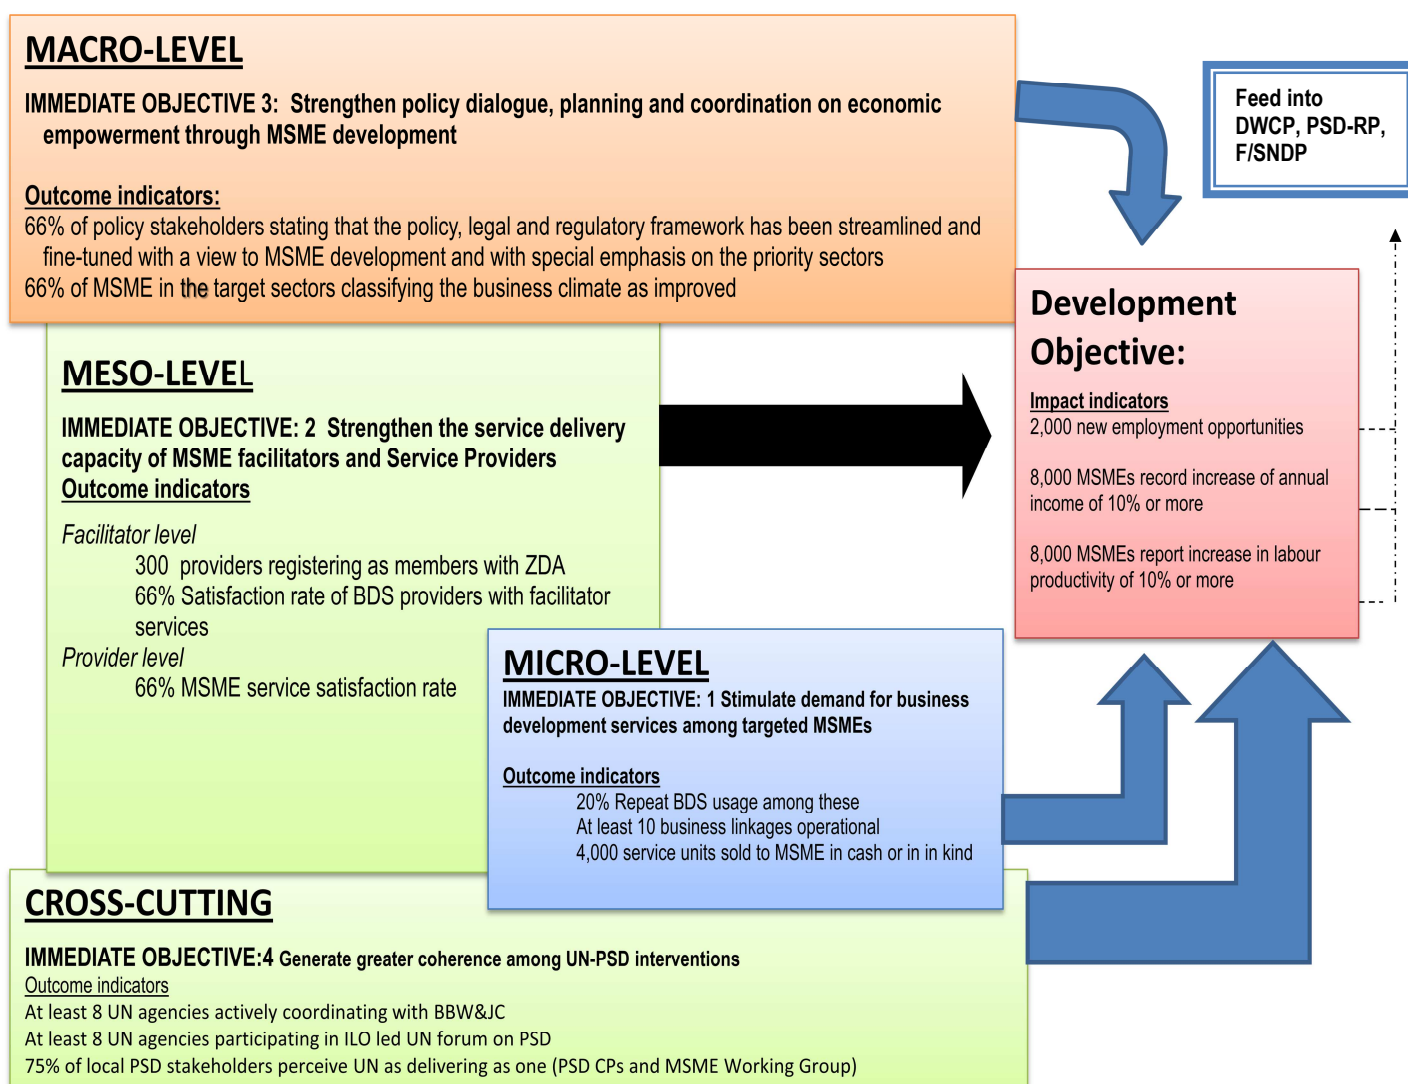 MACRO-LEVEL
IMMEDIATE OBJECTIVE 3: Strengthen policy dialogue, planning and coordination on economic
empowerment through MSME development
Outcome indicators:
66% of policy stakeholders stating that the policy, legal and regulatory framework has been streamlined and
fine-tuned with a view to MSME development and with special emphasis on the priority sectors
66% of MSME in the target sectors classifying the business climate as improved
Feed into
DWCP, PSD-RP,
F/SNDP
MESO-LEVEL
IMMEDIATE OBJECTIVE: 2 Strengthen the service delivery
capacity of MSME facilitators and Service Providers
Outcome indicators
Facilitator level
300 providers registering as members with ZDA
66% Satisfaction rate of BDS providers with facilitator
services
Provider level
66% MSME service satisfaction rate
Development
Objective:
Impact indicators
2,000 new employment opportunities
8,000 MSMEs record increase of annual
income of 10% or more
8,000 MSMEs report increase in labour
productivity of 10% or more
MICRO-LEVEL
IMMEDIATE OBJECTIVE: 1 Stimulate demand for business
development services among targeted MSMEs
Outcome indicators
20% Repeat BDS usage among these
At least 10 business linkages operational
4,000 service units sold to MSME in cash or in in kind
CROSS-CUTTING
IMMEDIATE OBJECTIVE:4 Generate greater coherence among UN-PSD interventions
Outcome indicators
At least 8 UN agencies actively coordinating with BBW&JC
At least 8 UN agencies participating in ILO led UN forum on PSD
75% of local PSD stakeholders perceive UN as delivering as one (PSD CPs and MSME Working Group)